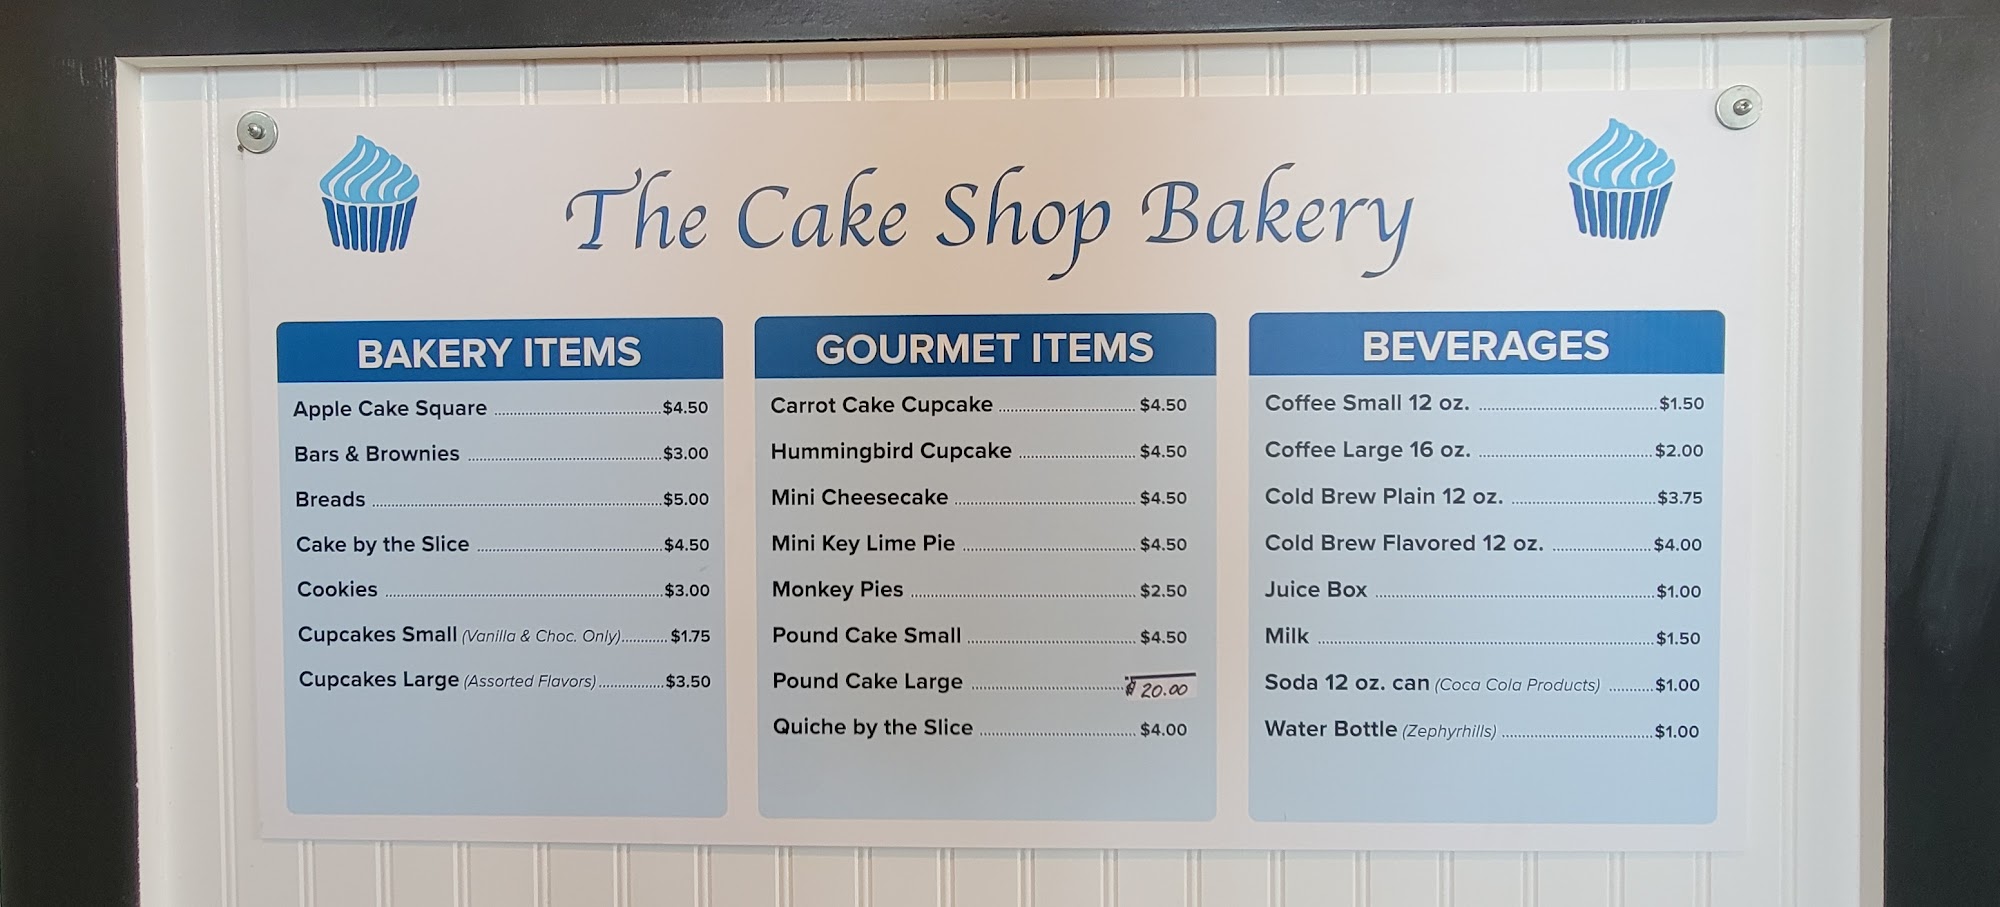 The Cake Shop Bakery
BAKERY ITEMS
Apple Cake Square ........ $4.50
Bars & Brownies ........ $3.00
Breads ........ $5.00
Cake by the Slice ........ $4.50
Cookies ........ $3.00
Cupcakes Small (Vanilla & Choc. Only) ........ $1.75
Cupcakes Large (Assorted Flavors) ........ $3.50
GOURMET ITEMS
Carrot Cake Cupcake ........ $4.50
Hummingbird Cupcake ........ $4.50
Mini Cheesecake ........ $4.50
Mini Key Lime Pie ........ $4.50
Monkey Pies ........ $2.50
Pound Cake Small ........ $4.50
Pound Cake Large ........ $20.00
Quiche by the Slice ........ $4.00
BEVERAGES
Coffee Small 12 oz. ........ $1.50
Coffee Large 16 oz. ........ $2.00
Cold Brew Plain 12 oz. ........ $3.75
Cold Brew Flavored 12 oz. ........ $4.00
Juice Box ........ $1.00
Milk ........ $1.50
Soda 12 oz. can (Coca Cola Products) ........ $1.00
Water Bottle (Zephyrhills) ........ $1.00